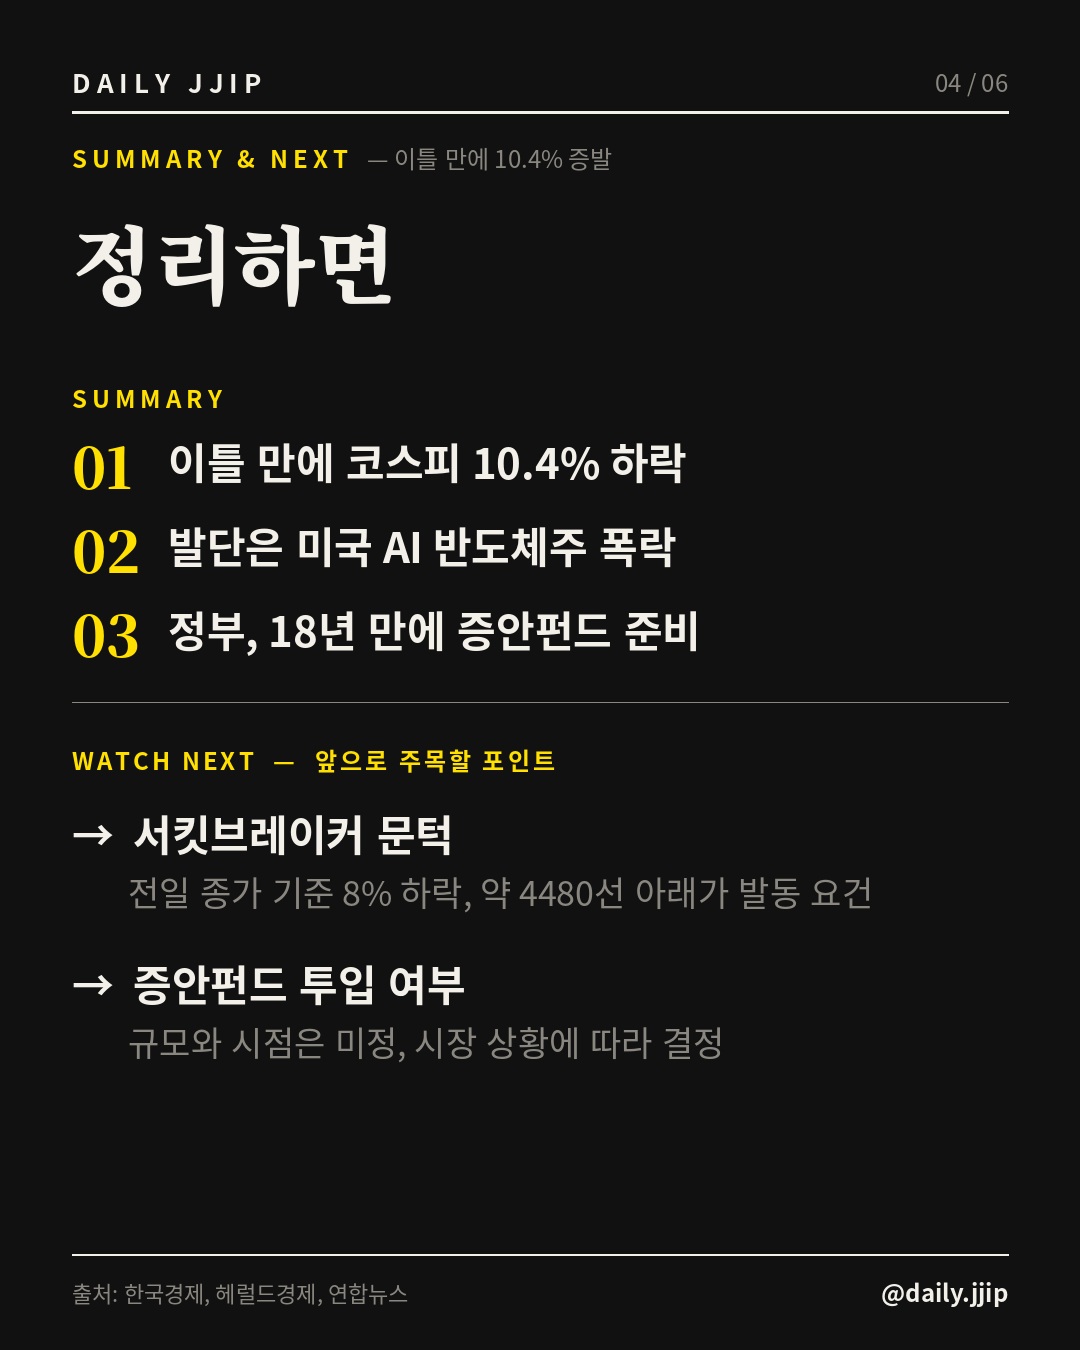 DAILY JJIP
04 / 06
SUMMARY & NEXT — 이틀 만에 10.4% 증발
정리하면
SUMMARY
01 이틀 만에 코스피 10.4% 하락
02 발단은 미국 AI 반도체주 폭락
03 정부, 18년 만에 증안펀드 준비
WATCH NEXT — 앞으로 주목할 포인트
→ 서킷브레이커 문턱
전일 종가 기준 8% 하락, 약 4480선 아래가 발동 요건
→ 증안펀드 투입 여부
규모와 시점은 미정, 시장 상황에 따라 결정
출처: 한국경제, 헤럴드경제, 연합뉴스
@daily.jjip